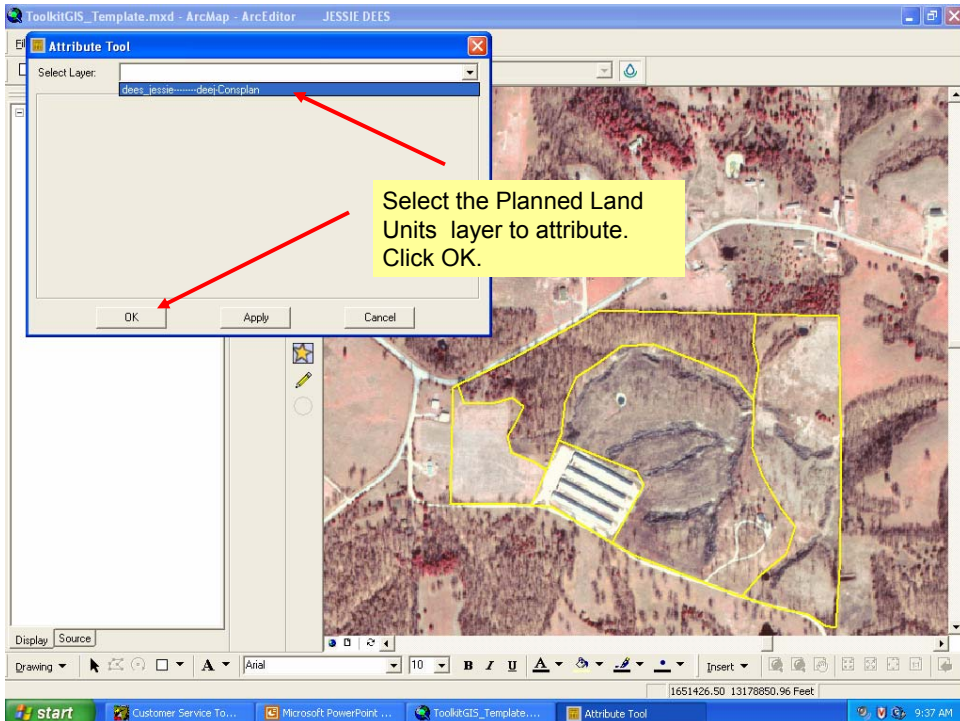 ToolkitGIS_Template.mxd - ArcMap - ArcEditor JESSIE DEES
Attribute Tool
Select Layer:
dees_jessie--------deej-Consplan
Select the Planned Land
Units layer to attribute.
Click OK.
OK Apply Cancel
Display Source
Drawing A Arial 10 B I U A Insert
1651426.50 13178850.96 Feet
start Customer Service To... Microsoft PowerPoint ... ToolkitGIS_Template.... Attribute Tool 9:37 AM